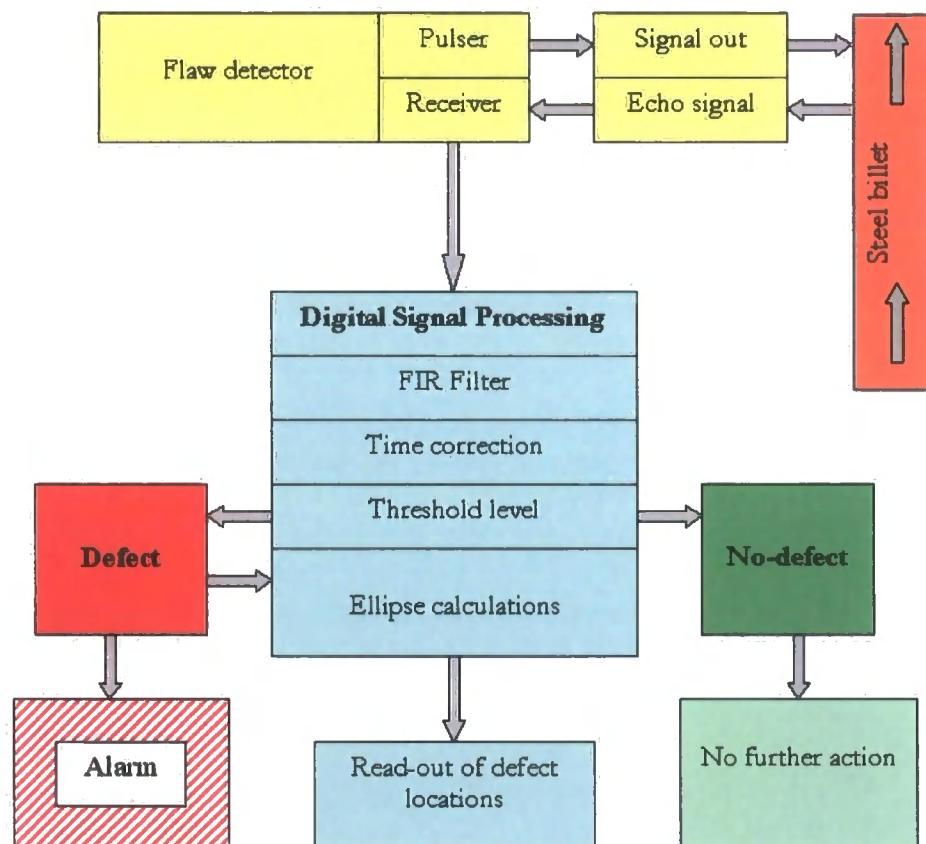 Flaw detector
Pulser
Receiver
Signal out
Echo signal
Steel billet
Digital Signal Processing
FIR Filter
Time correction
Threshold level
Ellipse calculations
Defect
No-defect
Alarm
Read-out of defect
locations
No further action